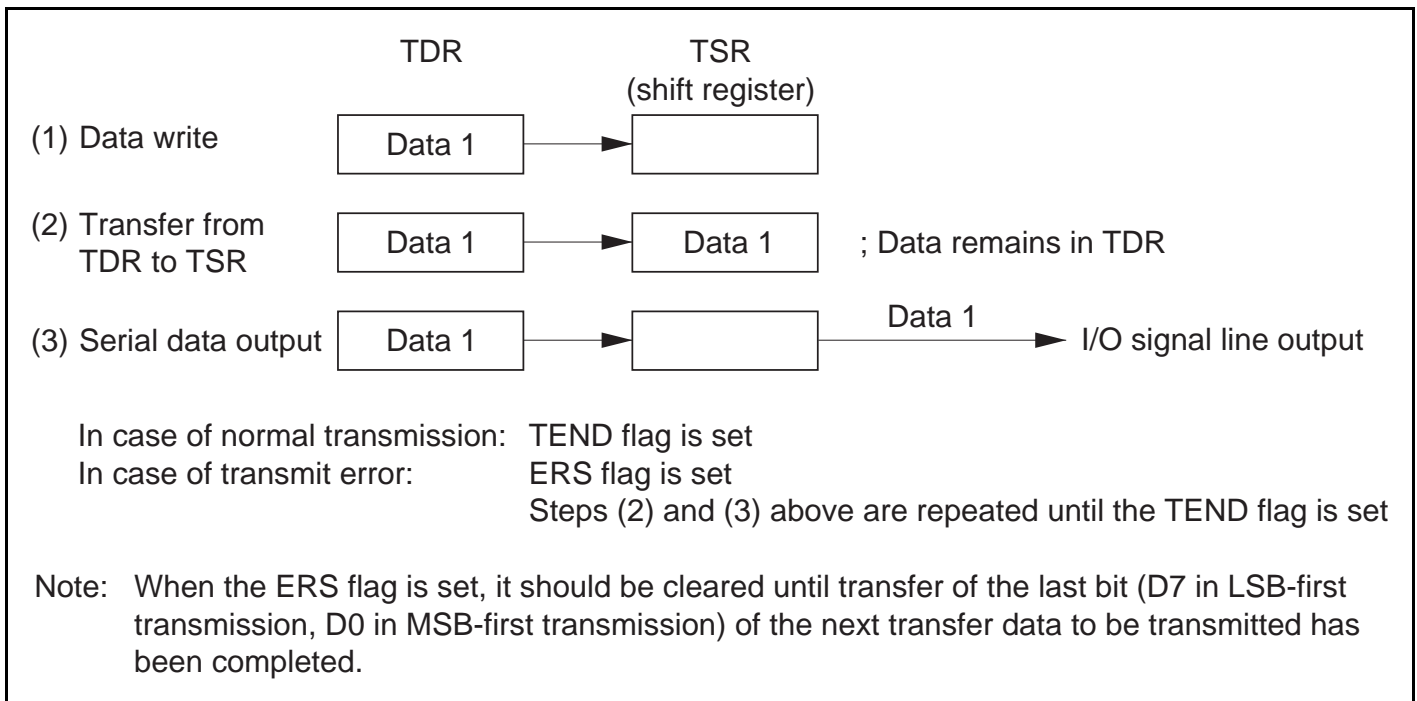 TDR TSR
(shift register)
(1) Data write Data 1
(2) Transfer from
TDR to TSR Data 1 Data 1 ; Data remains in TDR
(3) Serial data output Data 1 Data 1 I/O signal line output
In case of normal transmission: TEND flag is set
In case of transmit error: ERS flag is set
Steps (2) and (3) above are repeated until the TEND flag is set
Note: When the ERS flag is set, it should be cleared until transfer of the last bit (D7 in LSB-first
transmission, D0 in MSB-first transmission) of the next transfer data to be transmitted has
been completed.